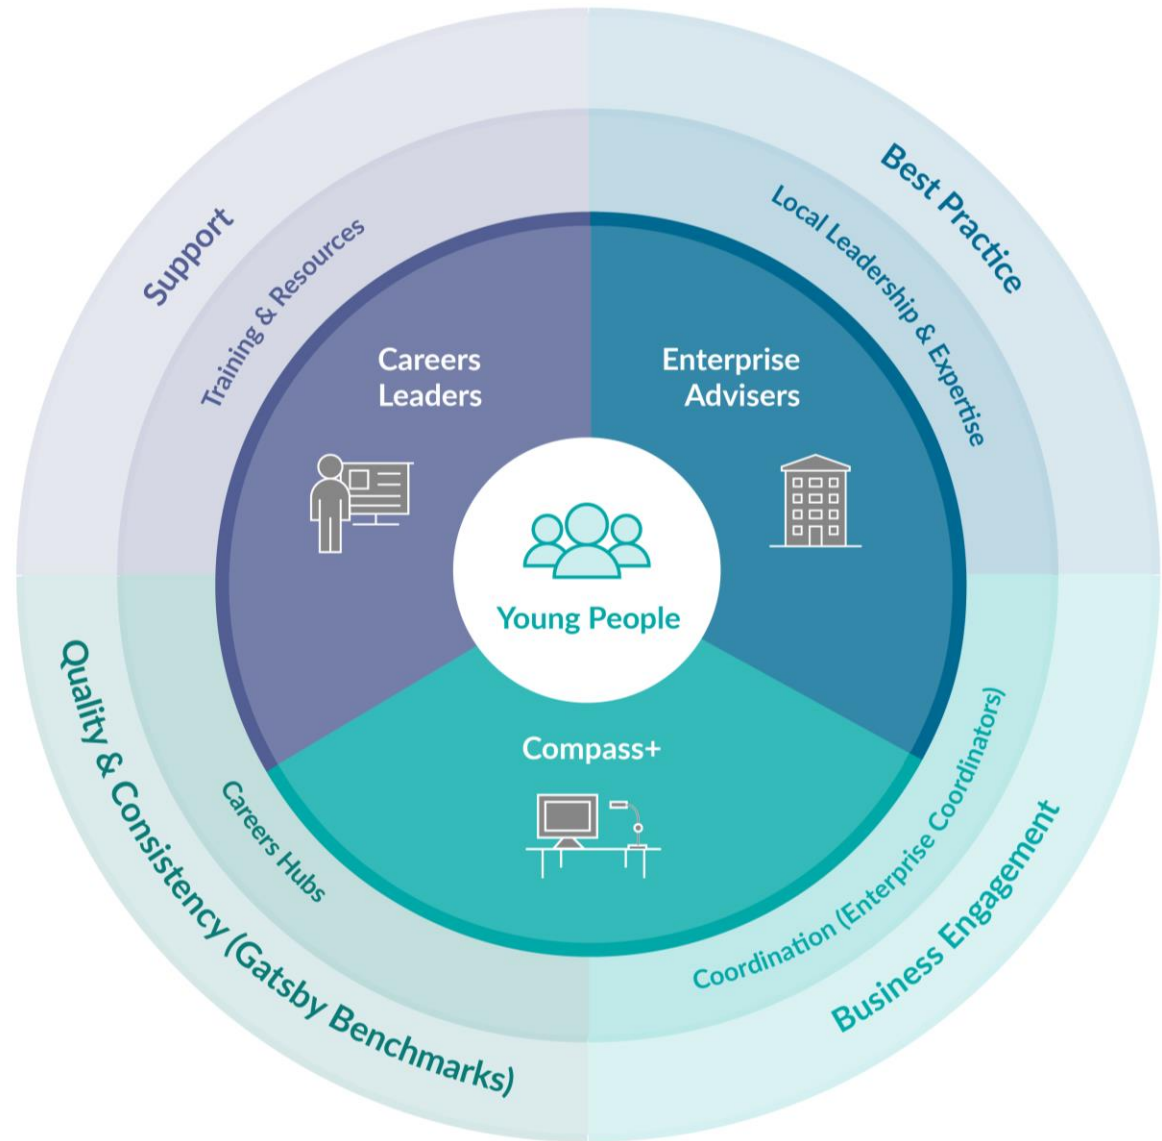 Support
Training & Resources
Best Practice
Local Leadership & Expertise
Careers
Leaders
Enterprise
Advisers
Young People
Compass+
Quality & Consistency (Gatsby Benchmarks)
Careers Hubs
Coordination (Enterprise Coordinators)
Business Engagement